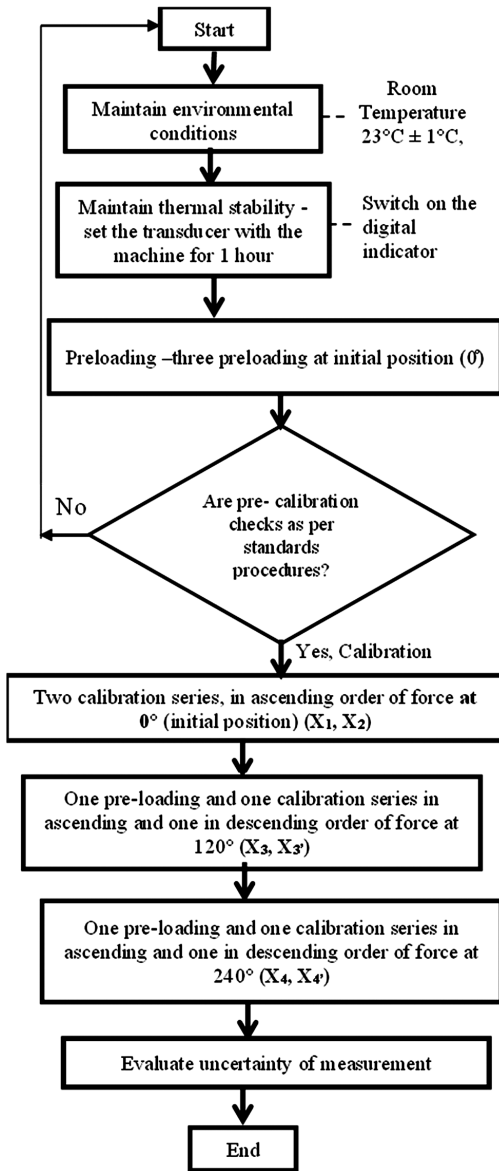 Start
Maintain environmental
conditions
Room
Temperature
23°C ± 1°C,
Maintain thermal stability -
set the transducer with the
machine for 1 hour
Switch on the
digital
indicator
Preloading –three preloading at initial position (0°)
Are pre- calibration
checks as per
standards
procedures?
No
Yes, Calibration
Two calibration series, in ascending order of force at
0° (initial position) (X₁, X₂)
One pre-loading and one calibration series in
ascending and one in descending order of force at
120° (X₃, X₃')
One pre-loading and one calibration series in
ascending and one in descending order of force at
240° (X₄, X₄')
Evaluate uncertainty of measurement
End